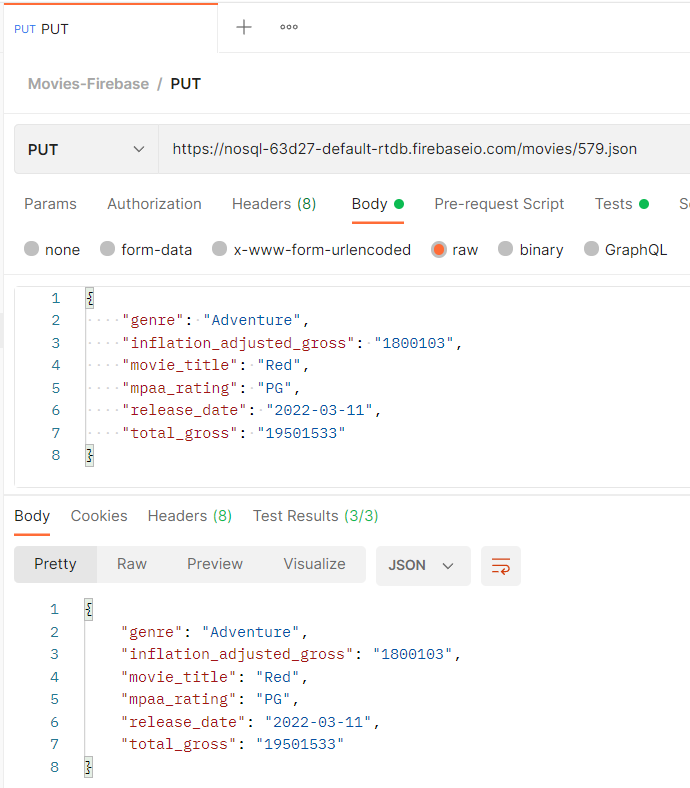 PUT PUT + ooo
Movies-Firebase / PUT
PUT https://nosql-63d27-default-rtdb.firebaseio.com/movies/579.json
Params Authorization Headers (8) Body Pre-request Script Tests S
none form-data x-www-form-urlencoded raw binary GraphQL
1 {
2 "genre": "Adventure",
3 "inflation_adjusted_gross": "1800103",
4 "movie_title": "Red",
5 "mpaa_rating": "PG",
6 "release_date": "2022-03-11",
7 "total_gross": "19501533"
8 }
Body Cookies Headers (8) Test Results (3/3)
Pretty Raw Preview Visualize JSON
1 {
2 "genre": "Adventure",
3 "inflation_adjusted_gross": "1800103",
4 "movie_title": "Red",
5 "mpaa_rating": "PG",
6 "release_date": "2022-03-11",
7 "total_gross": "19501533"
8 }